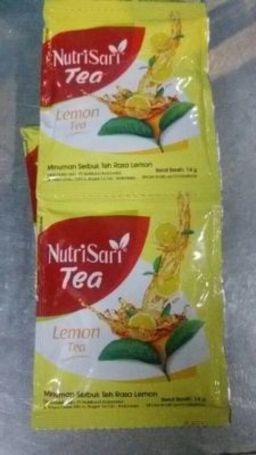 NutriSari
Tea
Lemon
Tea
Minuman Serbuk Teh Rasa Lemon
Berat Bersih: 14 g
NutriSari
Tea
Lemon
Tea
Minuman Serbuk Teh Rasa Lemon
Berat Bersih: 14 g